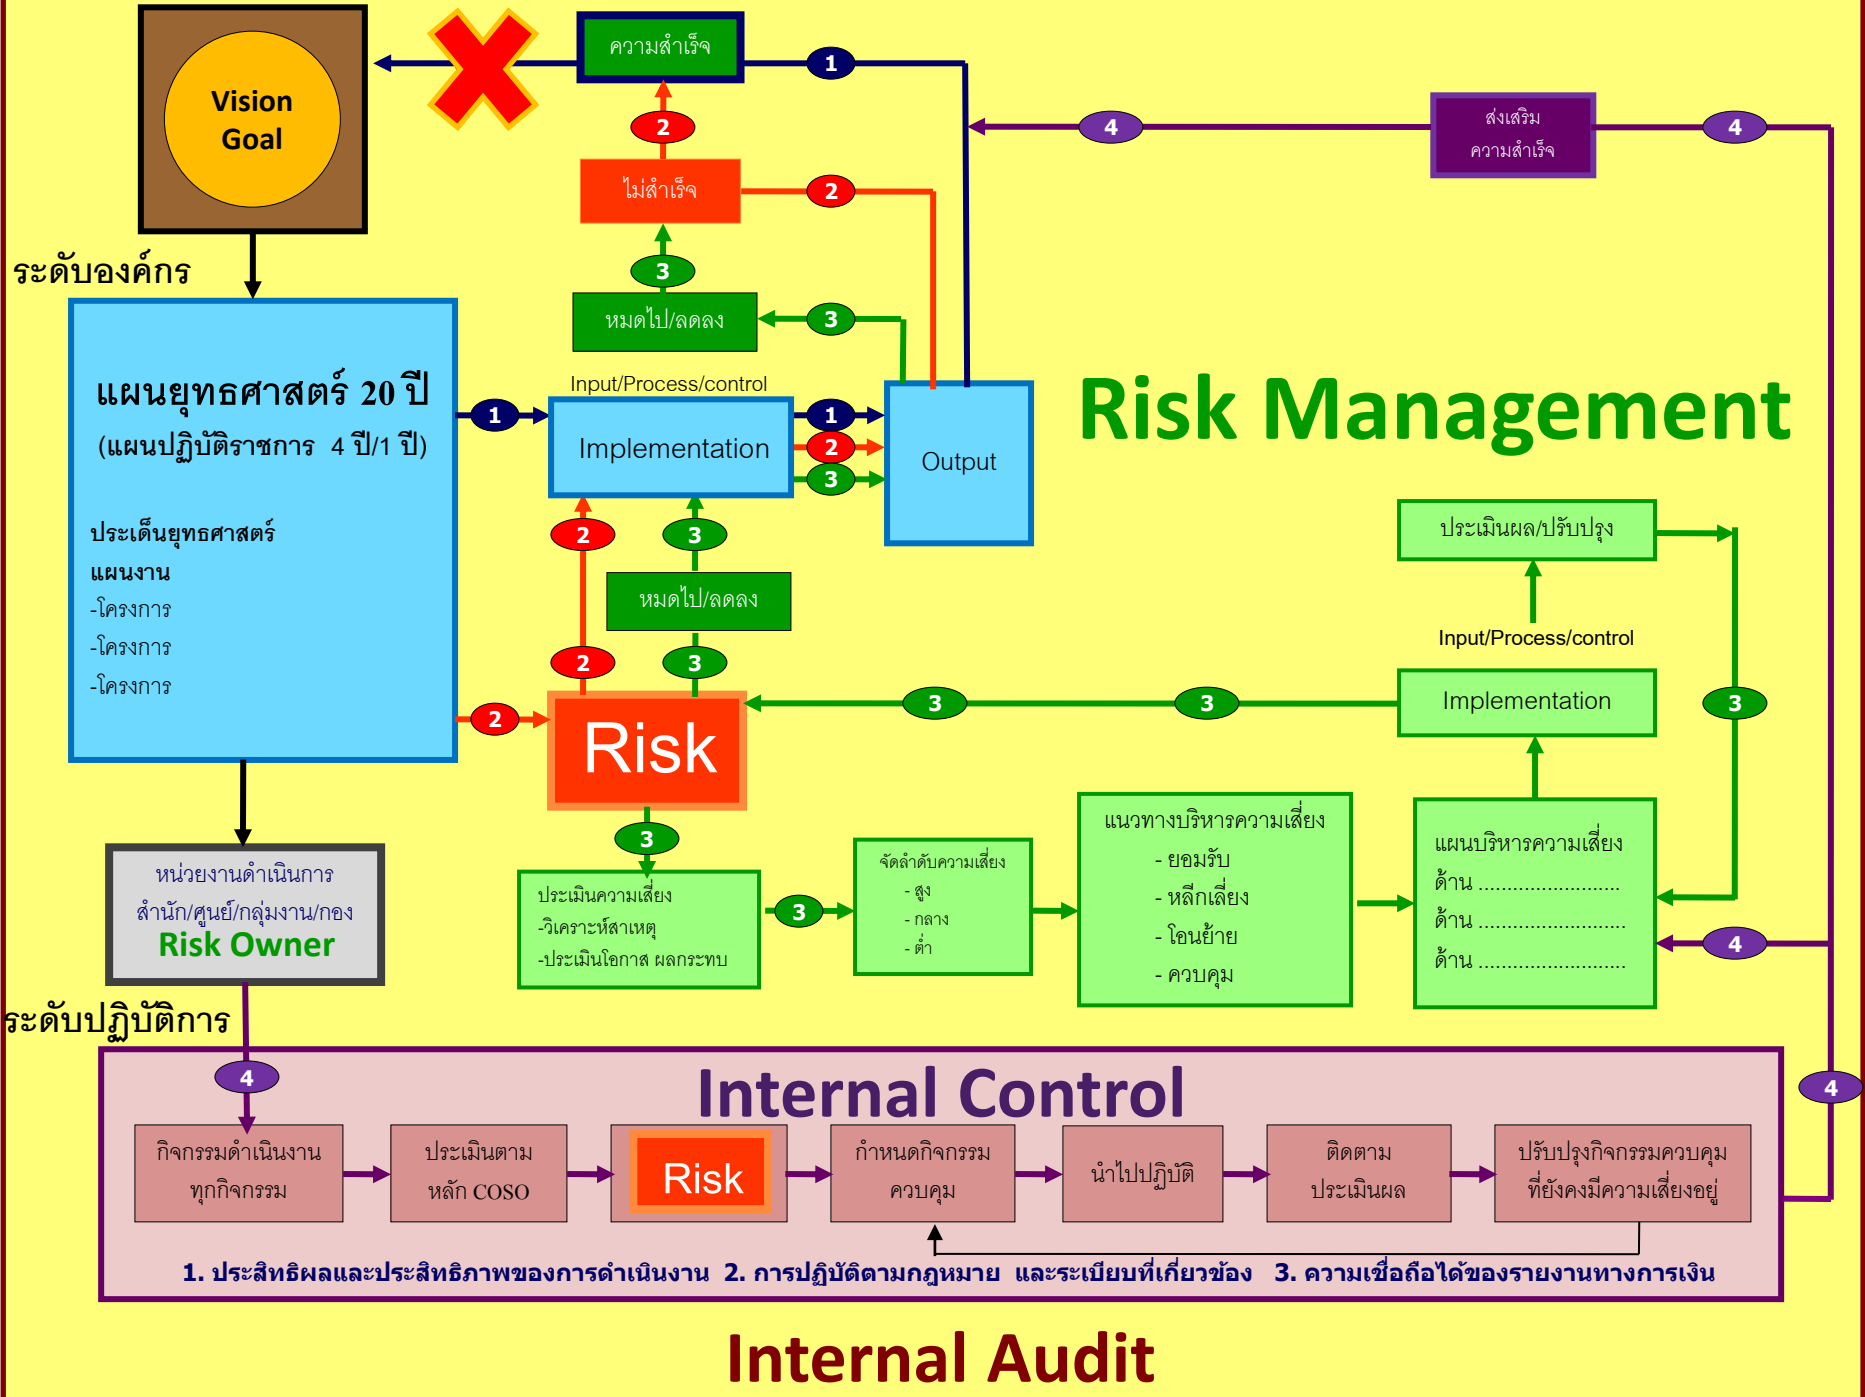 Vision
Goal
ความสำเร็จ
1
2
4
ส่งเสริม
ความสำเร็จ
4
ไม่สำเร็จ
2
ระดับองค์กร
3
หมดไป/ลดลง
3
แผนยุทธศาสตร์ 20 ปี
(แผนปฏิบัติราชการ 4 ปี/1 ปี)
ประเด็นยุทธศาสตร์
แผนงาน
-โครงการ
-โครงการ
-โครงการ
1
Input/Process/control
Implementation
1
2
3
Output
Risk Management
2
3
หมดไป/ลดลง
2
3
2
Risk
3
3
3
ประเมินผล/ปรับปรุง
Input/Process/control
Implementation
3
หน่วยงานดำเนินการ
สำนัก/ศูนย์/กลุ่มงาน/กอง
Risk Owner
ประเมินความเสี่ยง
-วิเคราะห์สาเหตุ
-ประเมินโอกาส ผลกระทบ
3
จัดลำดับความเสี่ยง
- สูง
- กลาง
- ต่ำ
แนวทางบริหารความเสี่ยง
- ยอมรับ
- หลีกเลี่ยง
- โอนย้าย
- ควบคุม
แผนบริหารความเสี่ยง
ด้าน .........................
ด้าน ..........................
ด้าน ..........................
4
ระดับปฏิบัติการ
4
Internal Control
4
กิจกรรมดำเนินงาน
ทุกกิจกรรม
ประเมินตาม
หลัก COSO
Risk
กำหนดกิจกรรม
ควบคุม
นำไปปฏิบัติ
ติดตาม
ประเมินผล
ปรับปรุงกิจกรรมควบคุม
ที่ยังคงมีความเสี่ยงอยู่
1. ประสิทธิผลและประสิทธิภาพของการดำเนินงาน 2. การปฏิบัติตามกฎหมาย และระเบียบที่เกี่ยวข้อง 3. ความเชื่อถือได้ของรายงานทางการเงิน
Internal Audit